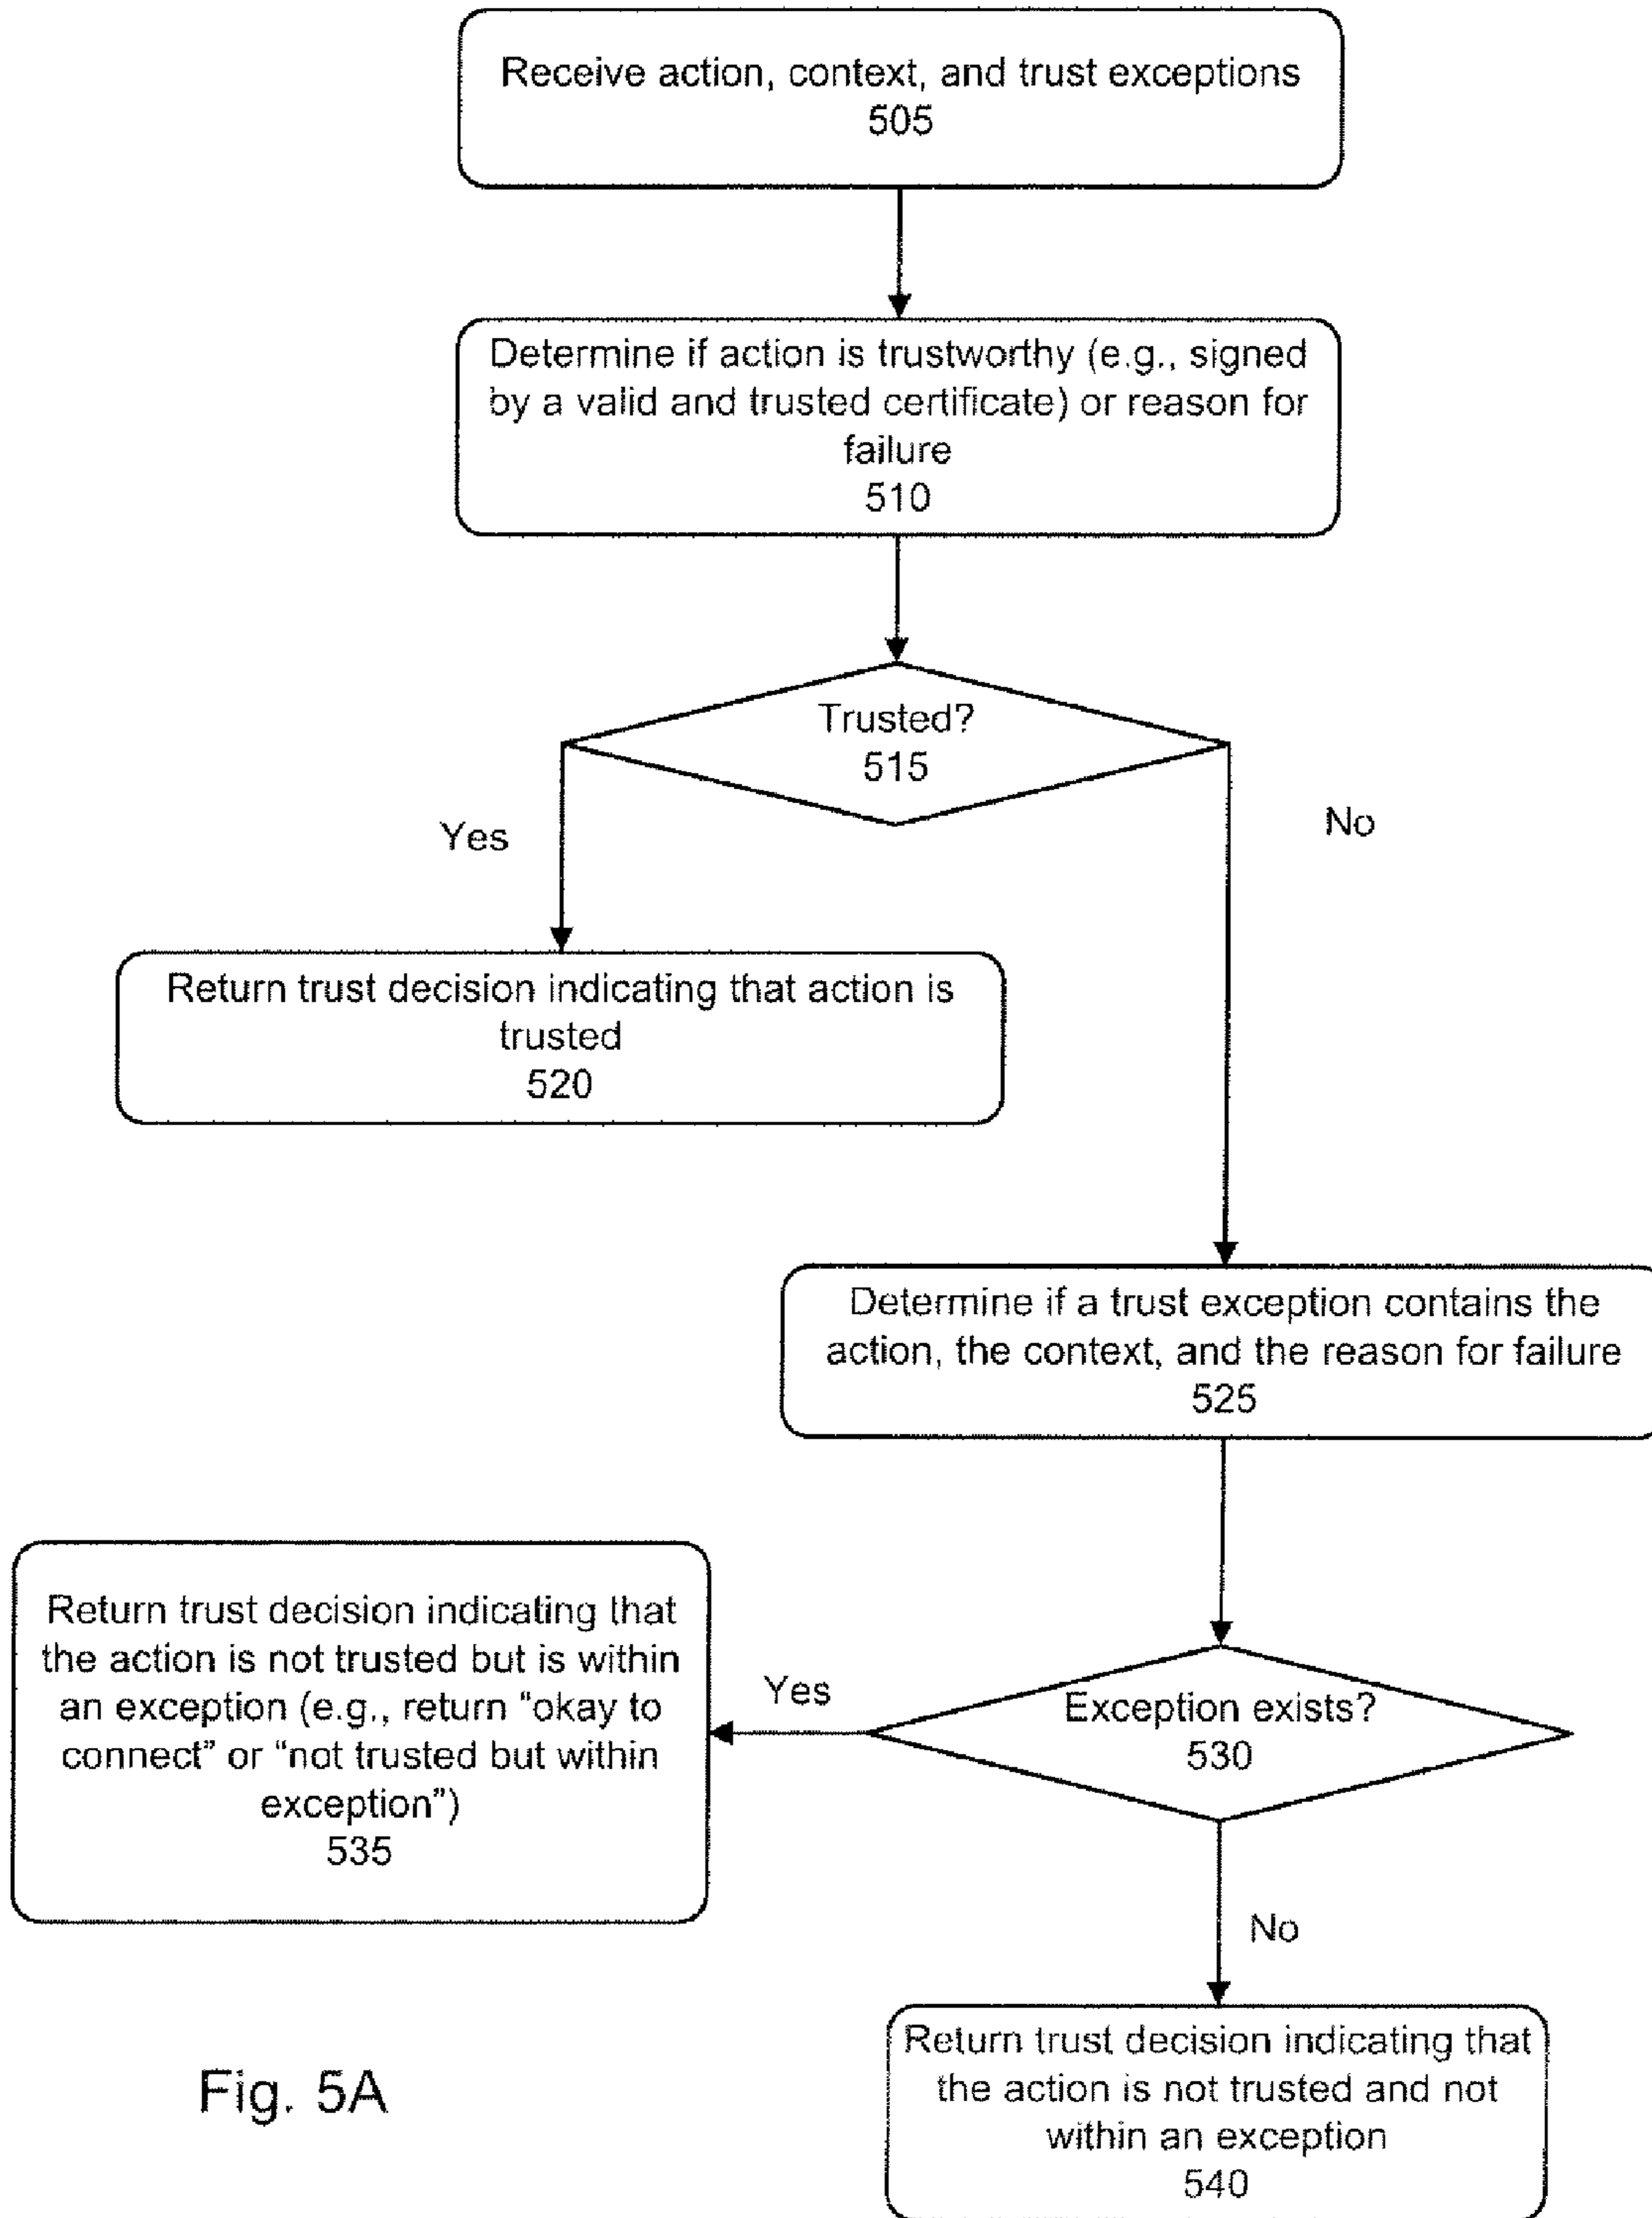 Receive action, context, and trust exceptions
505
Determine if action is trustworthy (e.g., signed
by a valid and trusted certificate) or reason for
failure
510
Trusted?
515
Yes
No
Return trust decision indicating that action is
trusted
520
Determine if a trust exception contains the
action, the context, and the reason for failure
525
Exception exists?
530
Yes
Return trust decision indicating that
the action is not trusted but is within
an exception (e.g., return “okay to
connect” or “not trusted but within
exception”)
535
No
Return trust decision indicating that
the action is not trusted and not
within an exception
540
Fig. 5A